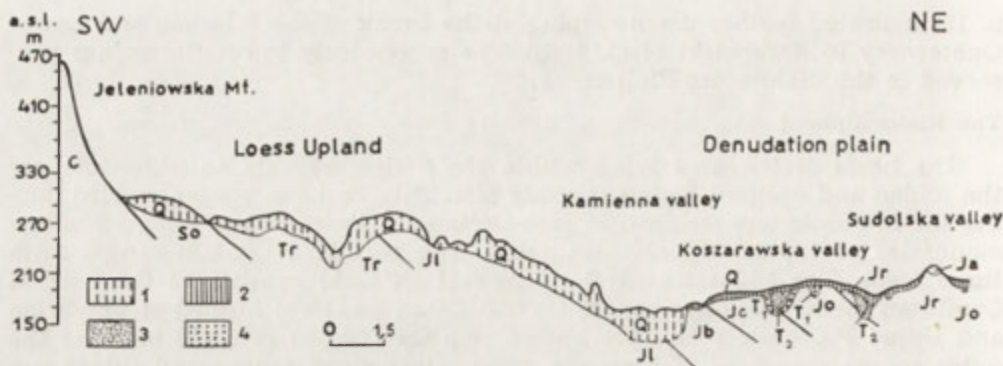 a.s.l.
m
SW
NE
470
410
330
270
210
150
Jeleniowska Mt.
Loess Upland
Denudation plain
Kamienna valley
Sudolska valley
Koszarawska valley
C
Q
So
Tr
Tr
Q
Jl
Q
Q
Jl
Jb
Q
Jc
T₁
T₂
T₁
Jo
Jr
T₂
Jr
Ja
Jo
1
2
3
4
0 1,5